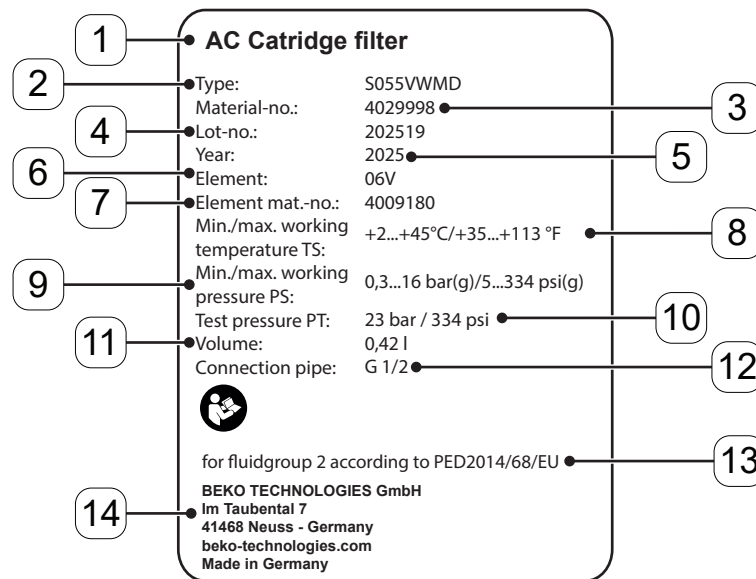 1 AC Catridge filter
2 Type: S055VWMD
Material-no.: 4029998 3
4 Lot-no.: 202519
Year: 2025 5
6 Element: 06V
7 Element mat.-no.: 4009180
Min./max. working
temperature TS: +2...+45°C/+35...+113 °F 8
9 Min./max. working
pressure PS: 0,3...16 bar(g)/5...334 psi(g)
Test pressure PT: 23 bar / 334 psi 10
11 Volume: 0,42 l
Connection pipe: G 1/2 12
for fluidgroup 2 according to PED2014/68/EU 13
BEKO TECHNOLOGIES GmbH
14 Im Taubental 7
41468 Neuss - Germany
beko-technologies.com
Made in Germany